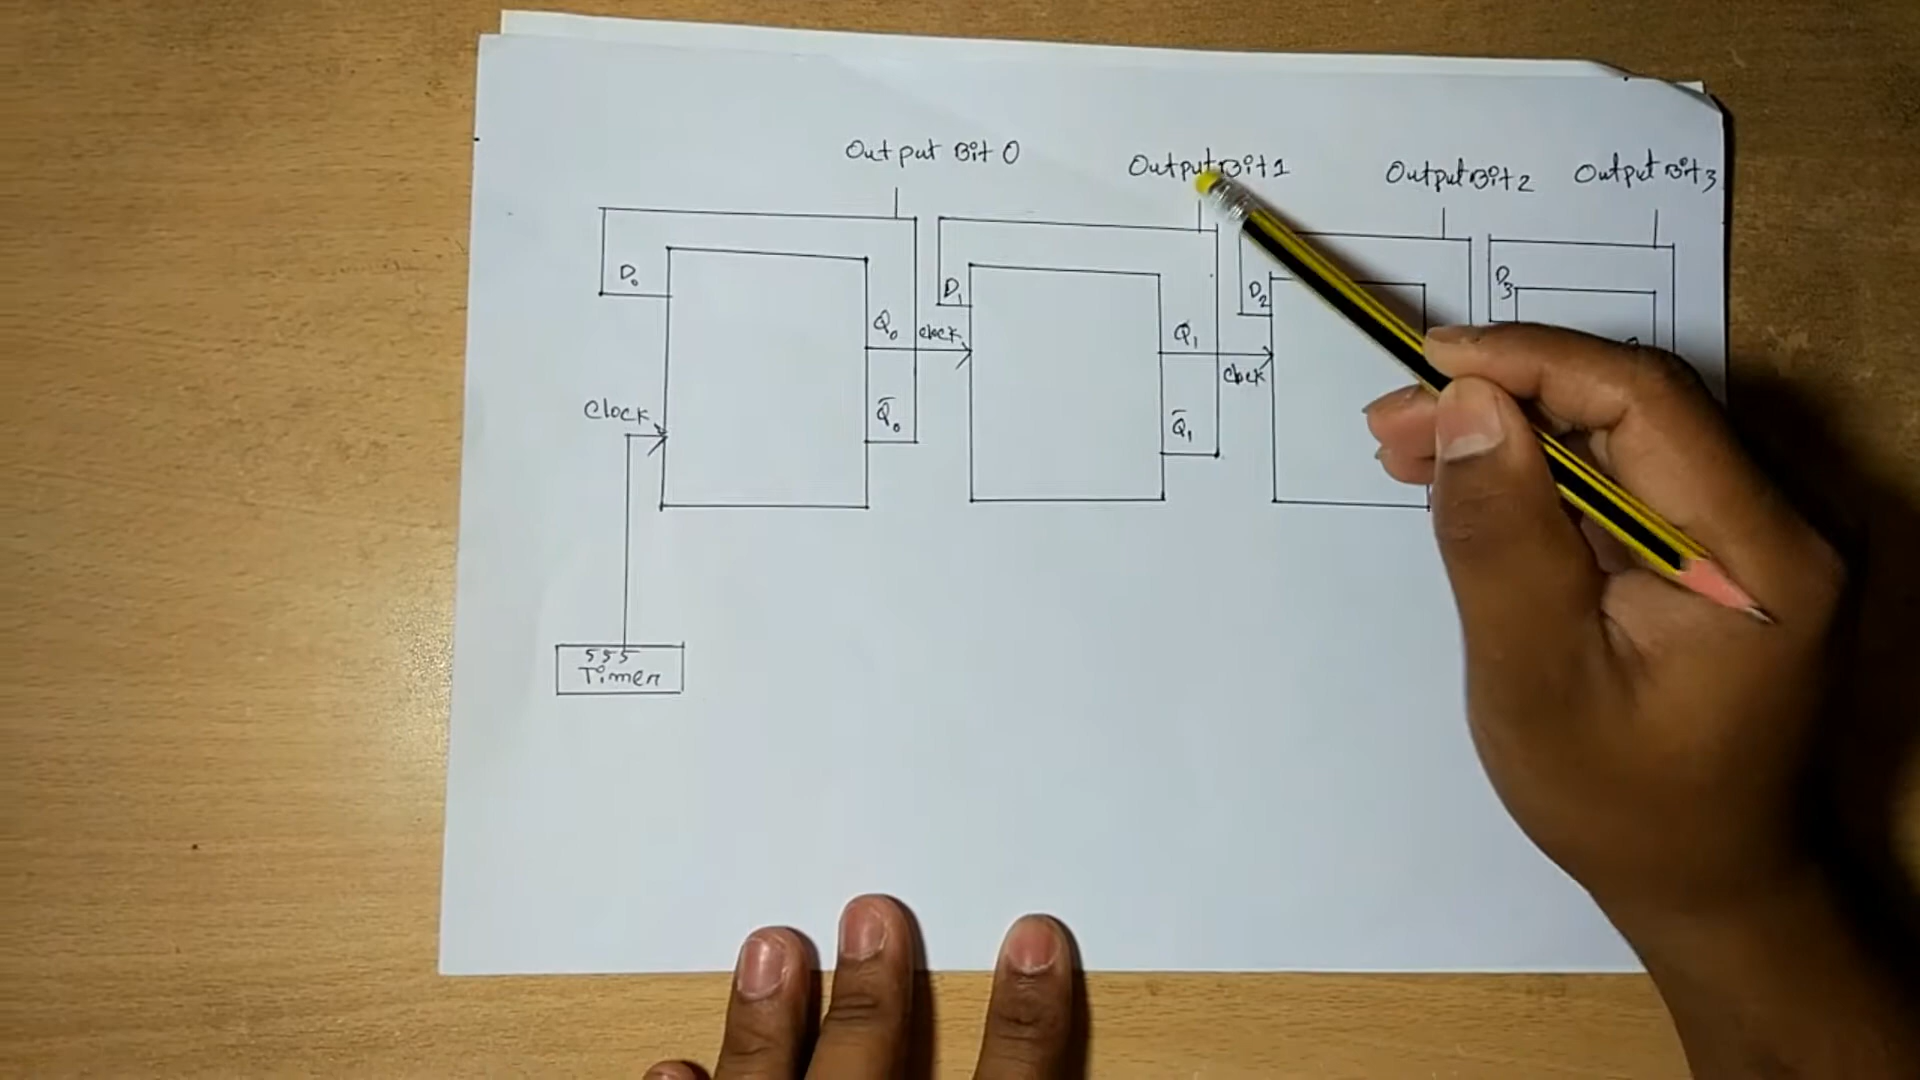 Output Bit 0
Output Bit 1
Output Bit 2
Output Bit 3
D₀
D₁
D₂
D₃
Q₀
clock
Q₁
clock
Clock
Q̄₀
Q̄₁
555
Timer